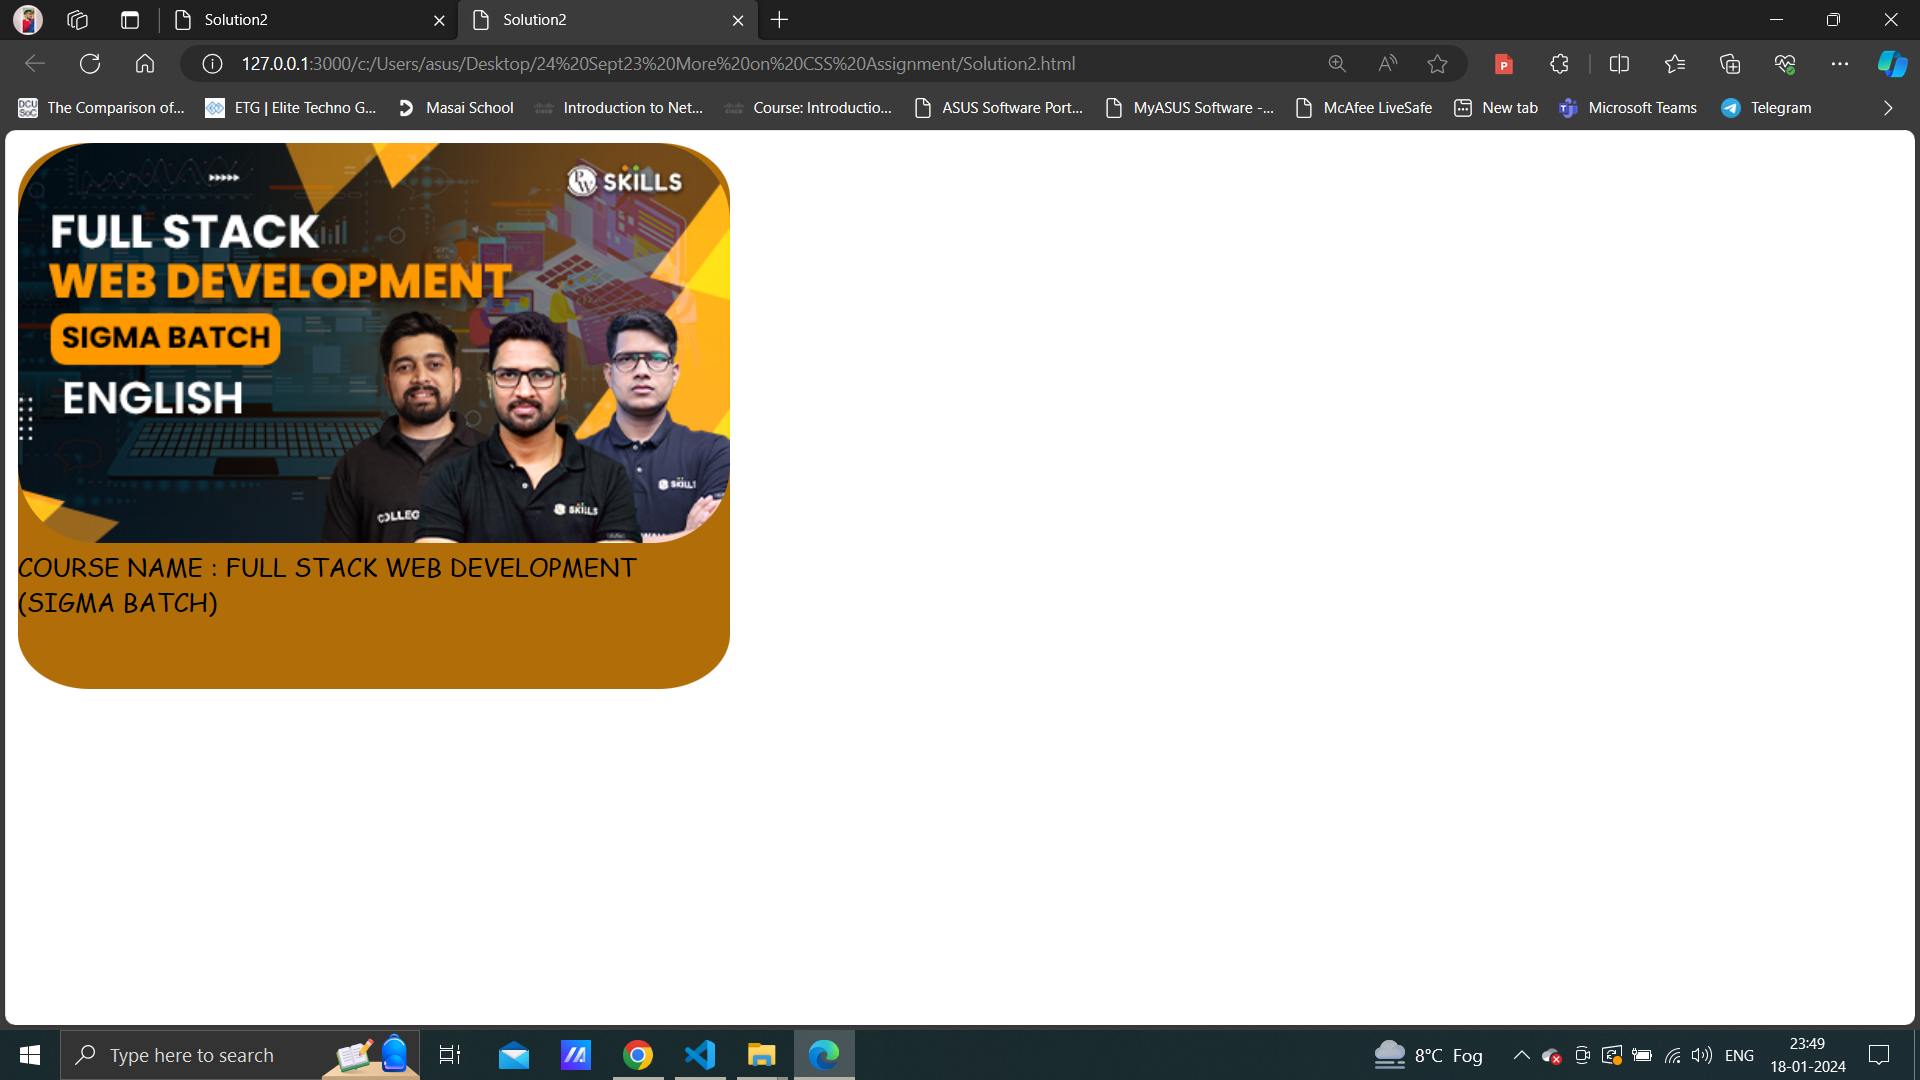 Solution2
Solution2
127.0.0.1:3000/c:/Users/asus/Desktop/24%20Sept23%20More%20on%20CSS%20Assignment/Solution2.html
The Comparison of...
ETG | Elite Techno G...
Masai School
Introduction to Net...
Course: Introductio...
ASUS Software Port...
MyASUS Software -...
McAfee LiveSafe
New tab
Microsoft Teams
Telegram
PW SKILLS
FULL STACK
WEB DEVELOPMENT
SIGMA BATCH
ENGLISH
COLLEG
SKILLS
SKILL
COURSE NAME : FULL STACK WEB DEVELOPMENT
(SIGMA BATCH)
Type here to search
8°C Fog
ENG
23:49
18-01-2024